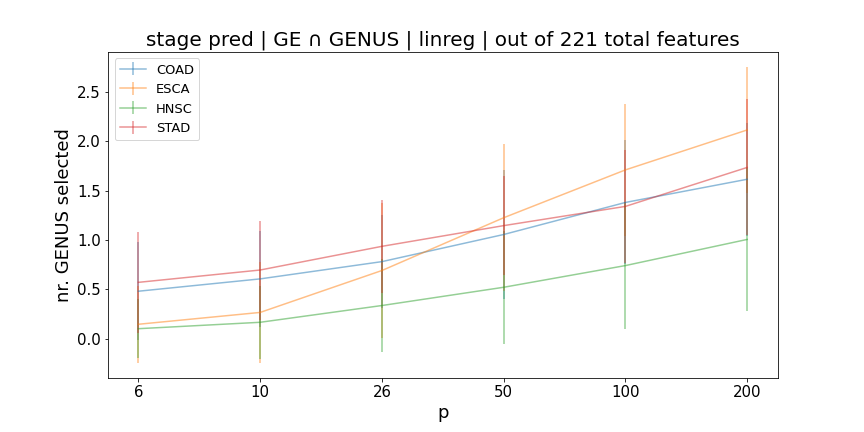 stage pred | GE ∩ GENUS | linreg | out of 221 total features
COAD
ESCA
HNSC
STAD
nr. GENUS selected
2.5
2.0
1.5
1.0
0.5
0.0
6 10 26 50 100 200
p